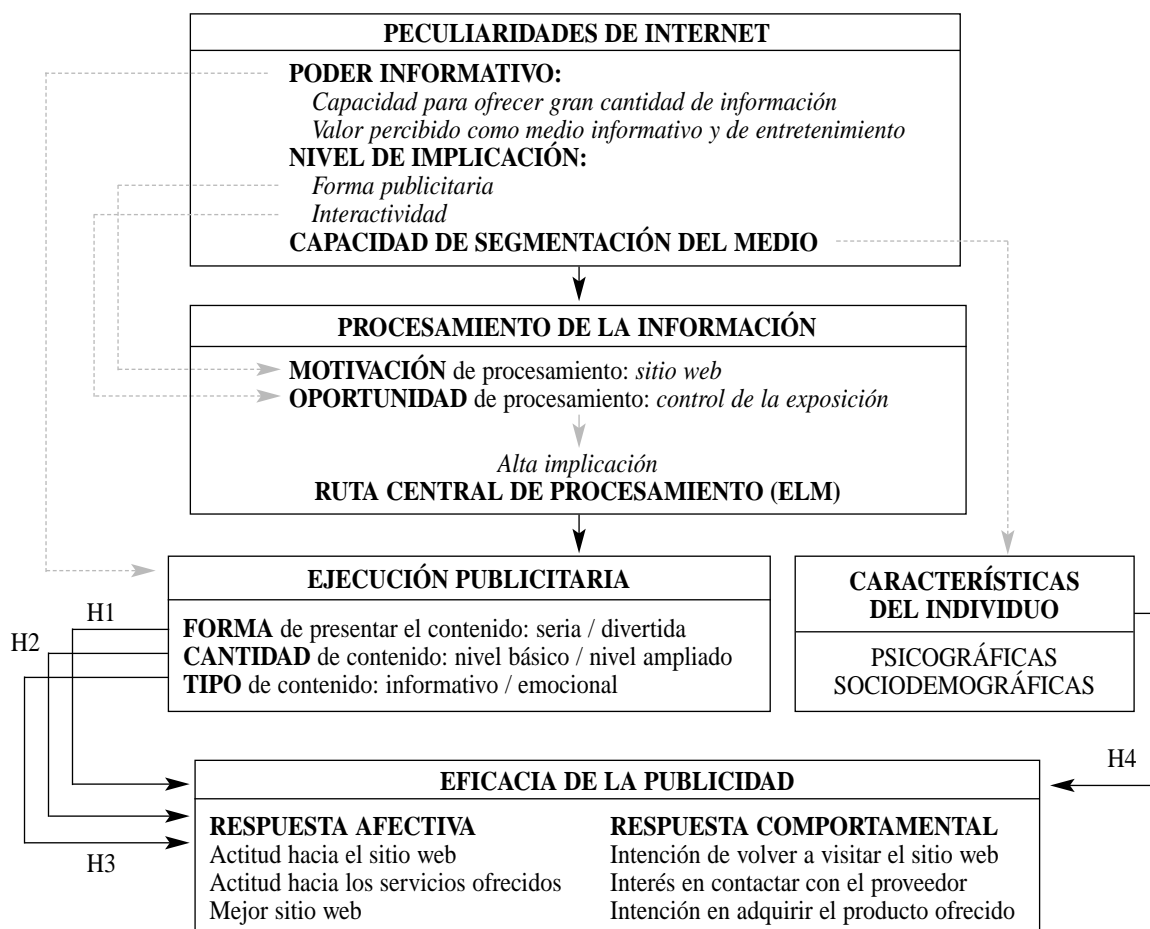 PECULIARIDADES DE INTERNET
PODER INFORMATIVO:
Capacidad para ofrecer gran cantidad de información
Valor percibido como medio informativo y de entretenimiento
NIVEL DE IMPLICACIÓN:
Forma publicitaria
Interactividad
CAPACIDAD DE SEGMENTACIÓN DEL MEDIO
PROCESAMIENTO DE LA INFORMACIÓN
MOTIVACIÓN de procesamiento: sitio web
OPORTUNIDAD de procesamiento: control de la exposición
Alta implicación
RUTA CENTRAL DE PROCESAMIENTO (ELM)
EJECUCIÓN PUBLICITARIA
FORMA de presentar el contenido: seria / divertida
CANTIDAD de contenido: nivel básico / nivel ampliado
TIPO de contenido: informativo / emocional
CARACTERÍSTICAS
DEL INDIVIDUO
PSICOGRÁFICAS
SOCIODEMOGRÁFICAS
H1
H2
H3
H4
EFICACIA DE LA PUBLICIDAD
RESPUESTA AFECTIVA
Actitud hacia el sitio web
Actitud hacia los servicios ofrecidos
Mejor sitio web
RESPUESTA COMPORTAMENTAL
Intención de volver a visitar el sitio web
Interés en contactar con el proveedor
Intención en adquirir el producto ofrecido